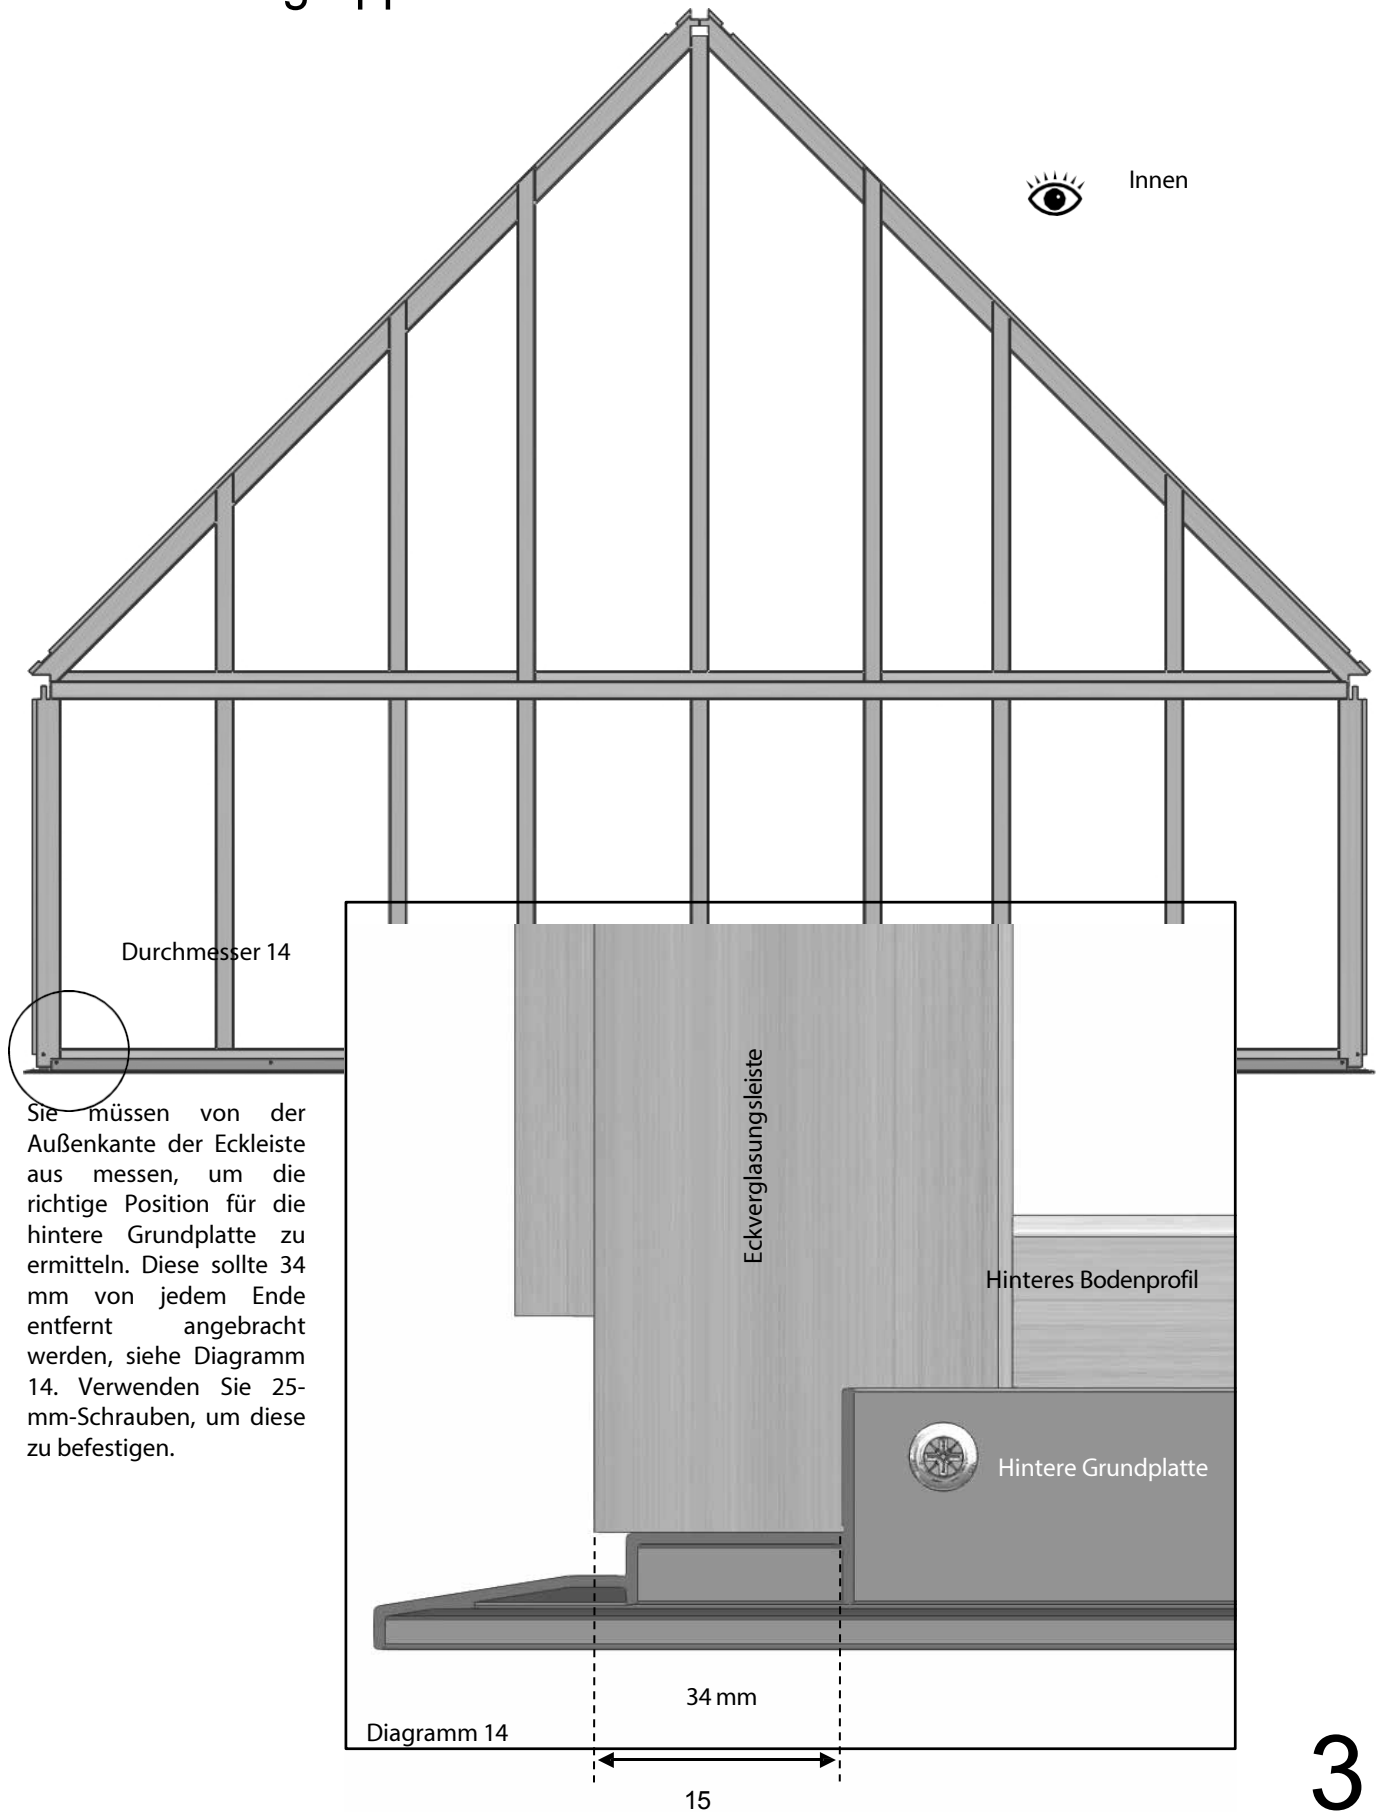 Innen
Durchmesser 14
Sie müssen von der
Außenkante der Eckleiste
aus messen, um die
richtige Position für die
hintere Grundplatte zu
ermitteln. Diese sollte 34
mm von jedem Ende
entfernt angebracht
werden, siehe Diagramm
14. Verwenden Sie 25-
mm-Schrauben, um diese
zu befestigen.
Eckverglasungsleiste
Hinteres Bodenprofil
Hintere Grundplatte
34 mm
Diagramm 14
15
3